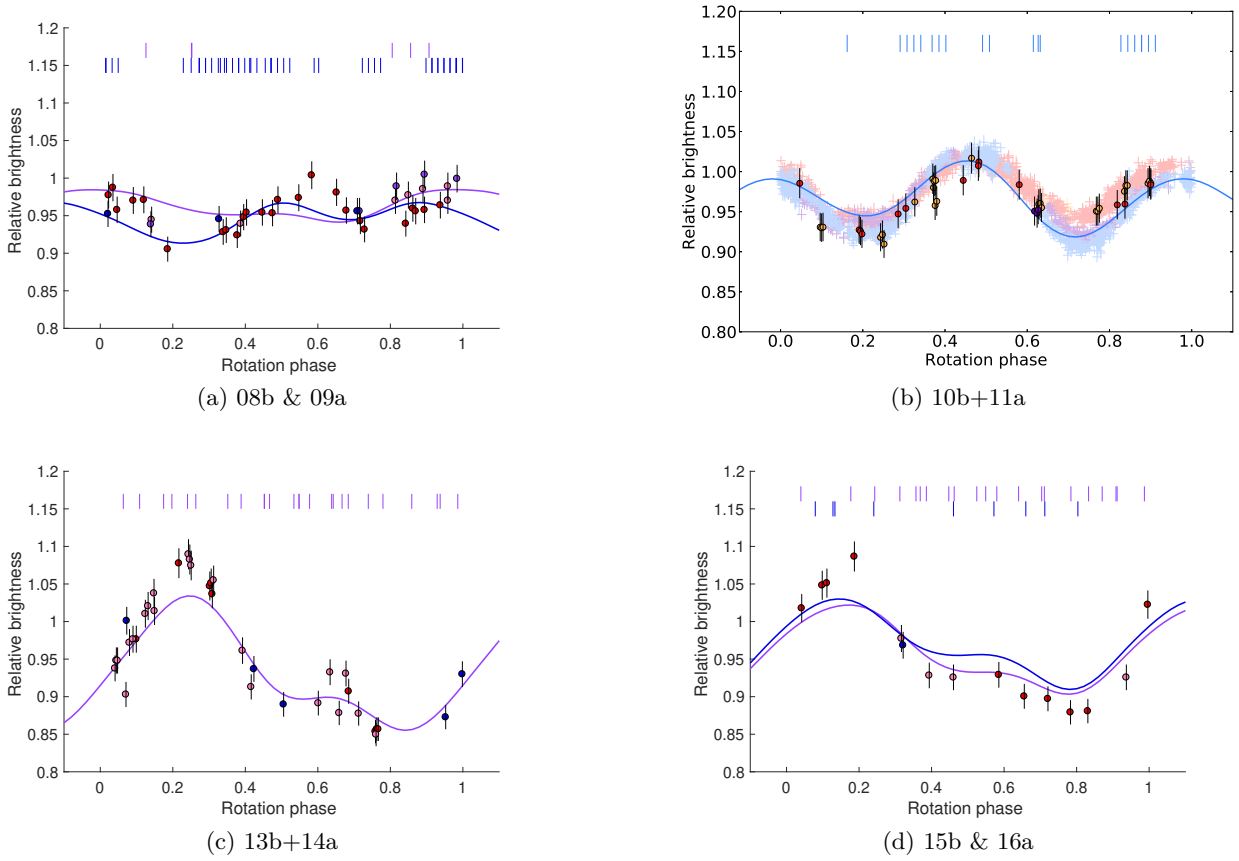 1.2
1.15
1.1
1.05
1
0.95
0.9
0.85
0.8
Relative brightness
0 0.2 0.4 0.6 0.8 1
Rotation phase
(a) 08b & 09a
1.20
1.15
1.10
1.05
1.00
0.95
0.90
0.85
0.80
Relative brightness
0.0 0.2 0.4 0.6 0.8 1.0
Rotation phase
(b) 10b+11a
1.2
1.15
1.1
1.05
1
0.95
0.9
0.85
0.8
Relative brightness
0 0.2 0.4 0.6 0.8 1
Rotation phase
(c) 13b+14a
1.2
1.15
1.1
1.05
1
0.95
0.9
0.85
0.8
Relative brightness
0 0.2 0.4 0.6 0.8 1
Rotation phase
(d) 15b & 16a